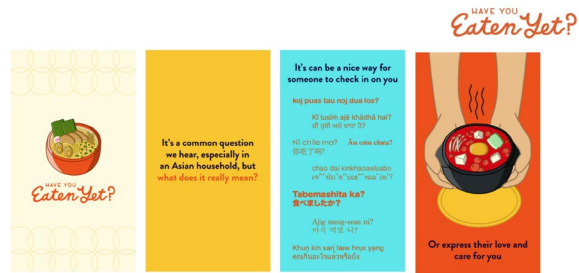 HAVE YOU
Eaten Yet?
HAVE YOU
Eaten Yet?
It's a common question
we hear, especially in
an Asian household, but
what does it really mean?
It's can be a nice way for
someone to check in on you
koj puas tau noj dua los?
Kī tusīm ajē khādhā hai?
Nǐ chīle ma? Ăn cơm chưa?
你吃了吗?
chao dai kinkhasaeluabo
Tabemashita ka?
食べましたか?
Ajig meog-eoss ni?
아직 먹었 니?
Khun kin xarị læw hrụx yạng
คุณกินอะไรแล้วหรือยัง
Or express their love and
care for you